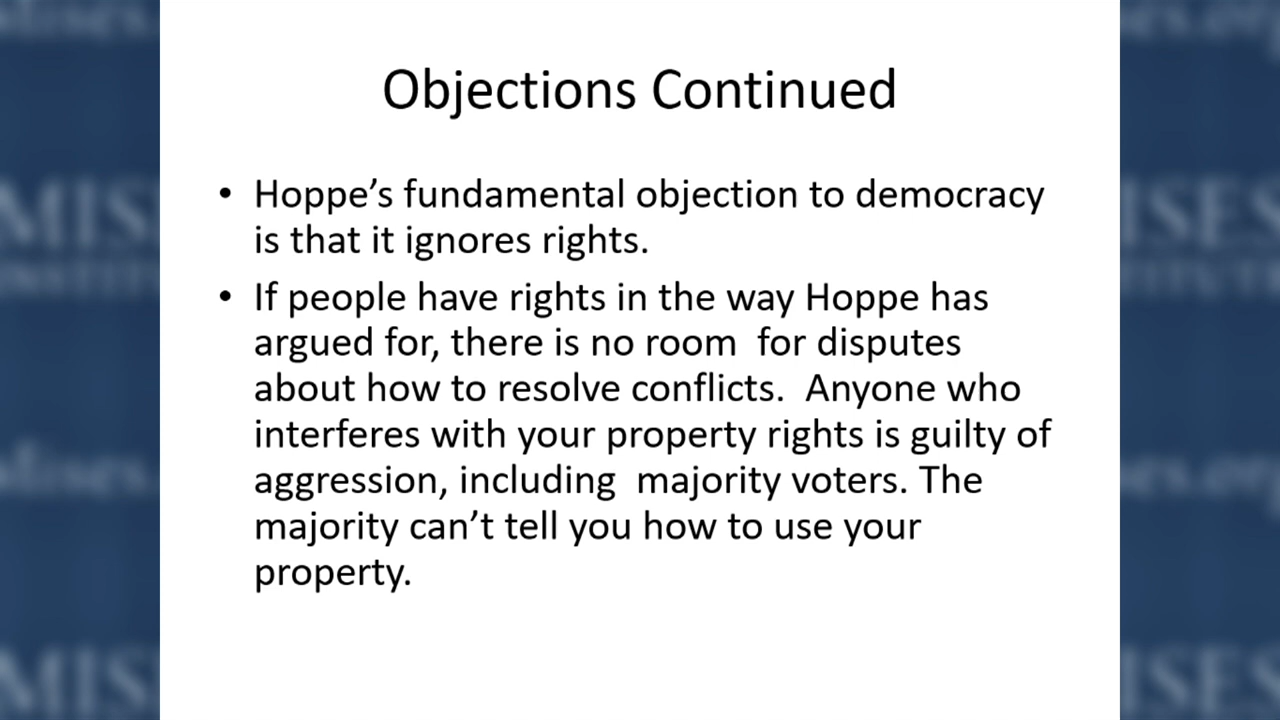 Objections Continued
• Hoppe’s fundamental objection to democracy
is that it ignores rights.
• If people have rights in the way Hoppe has
argued for, there is no room  for disputes
about how to resolve conflicts.  Anyone who
interferes with your property rights is guilty of
aggression, including  majority voters. The
majority can’t tell you how to use your
property.